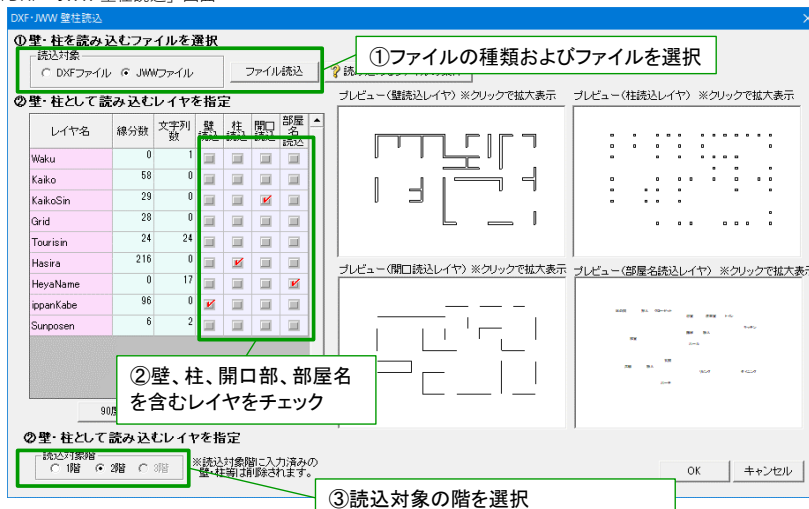 DXF・JWW 壁柱読込
①壁・柱を読み込むファイルを選択
読込対象
DXFファイル JWWファイル
ファイル読込
①ファイルの種類およびファイルを選択
②壁・柱として読み込むレイヤを指定
プレビュー(壁読込レイヤ) ※クリックで拡大表示
プレビュー(柱読込レイヤ) ※クリックで拡大表示
レイヤ名 線分数 文字列数 壁読込 柱読込 開口読込 部屋名読込
Waku 0 1
Kaiko 58 0
KaikoSin 29 0
Grid 28 0
Tourisin 24 24
Hasira 216 0
HeyaName 0 17
ippanKabe 96 0
Sunposen 6 2
プレビュー(開口読込レイヤ) ※クリックで拡大表示
プレビュー(部屋名読込レイヤ) ※クリックで拡大表示
②壁、柱、開口部、部屋名
を含むレイヤをチェック
②壁・柱として読み込むレイヤを指定
読込対象階
1階 2階 3階
※読込対象階に入力済みの
壁・柱等は削除されます。
OK キャンセル
③読込対象の階を選択